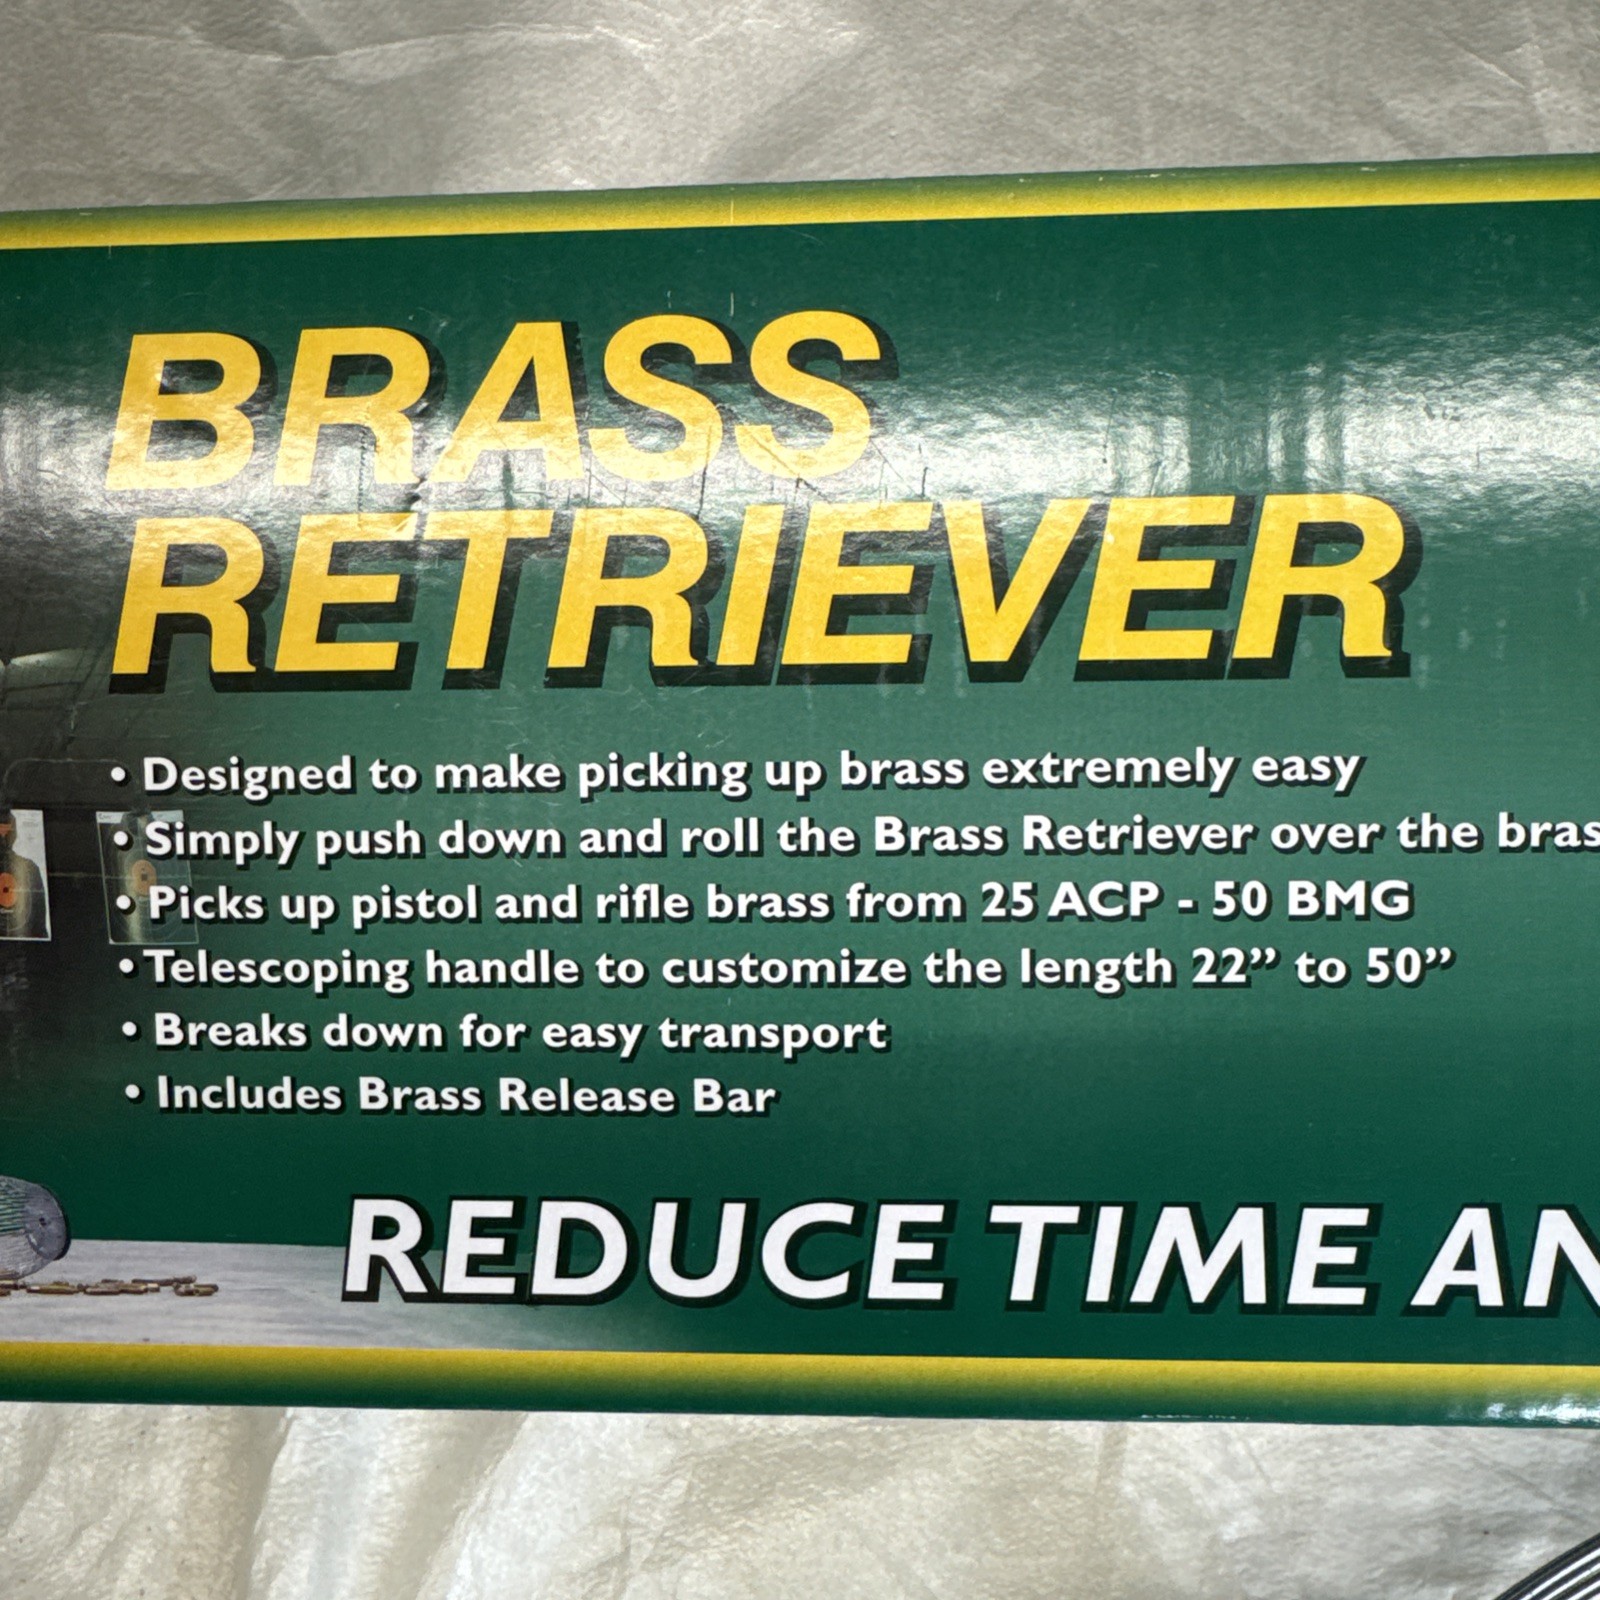 BRASS
RETRIEVER
• Designed to make picking up brass extremely easy
• Simply push down and roll the Brass Retriever over the bras
• Picks up pistol and rifle brass from 25 ACP - 50 BMG
• Telescoping handle to customize the length 22” to 50”
• Breaks down for easy transport
• Includes Brass Release Bar
REDUCE TIME AN